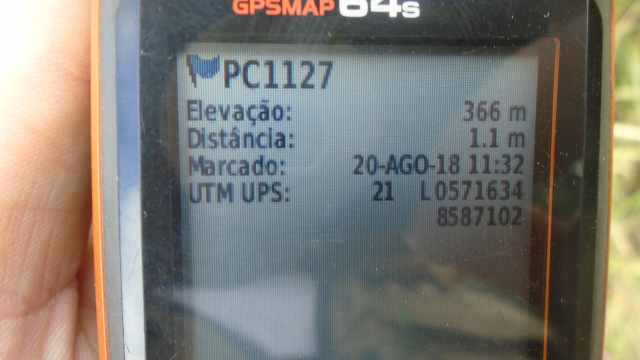 GPSMAP 64s
PC1127
Elevação: 366 m
Distância: 1.1 m
Marcado: 20-AGO-18 11:32
UTM UPS: 21 L 0571634
8587102